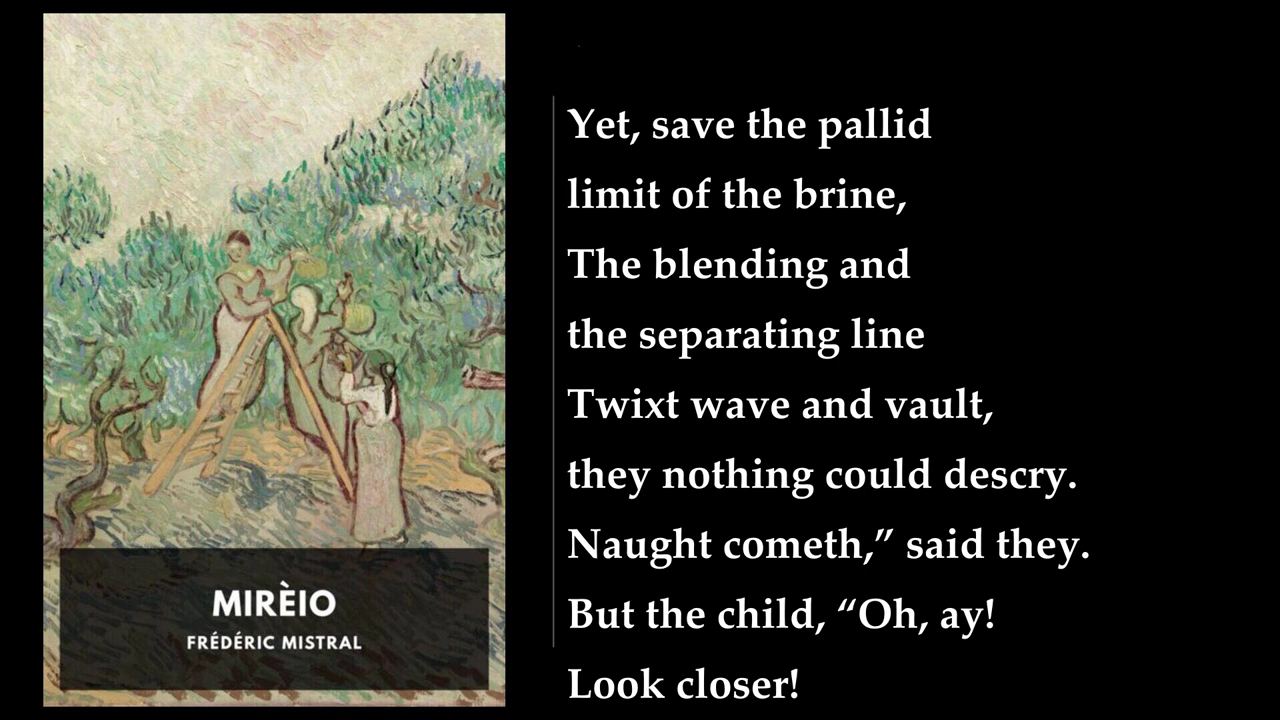 MIRÈIO
FRÉDÉRIC MISTRAL
Yet, save the pallid
limit of the brine,
The blending and
the separating line
Twixt wave and vault,
they nothing could descry.
Naught cometh,” said they.
But the child, “Oh, ay!
Look closer!